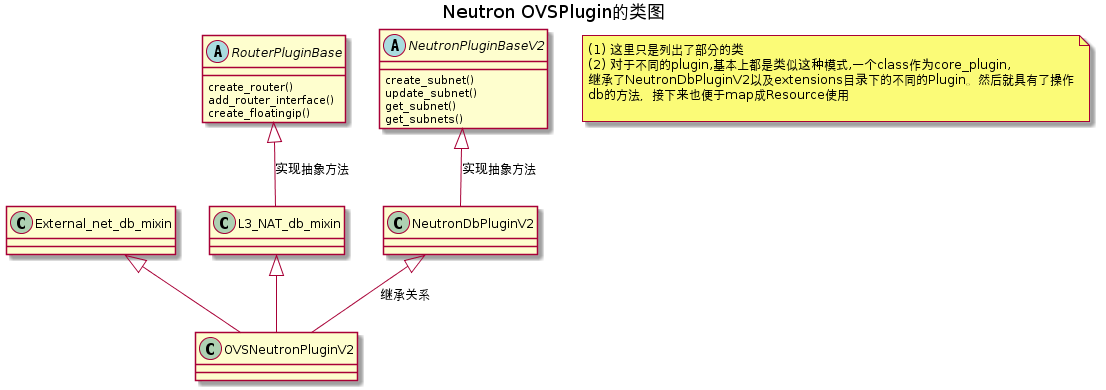 Neutron OVSPlugin的类图
A RouterPluginBase
create_router()
add_router_interface()
create_floatingip()
A NeutronPluginBaseV2
create_subnet()
update_subnet()
get_subnet()
get_subnets()
(1) 这里只是列出了部分的类
(2) 对于不同的plugin,基本上都是类似这种模式,一个class作为core_plugin,
继承了NeutronDbPluginV2以及extensions目录下的不同的Plugin。然后就具有了操作
db的方法，接下来也便于map成Resource使用
实现抽象方法
实现抽象方法
C External_net_db_mixin
C L3_NAT_db_mixin
C NeutronDbPluginV2
继承关系
C OVSNeutronPluginV2